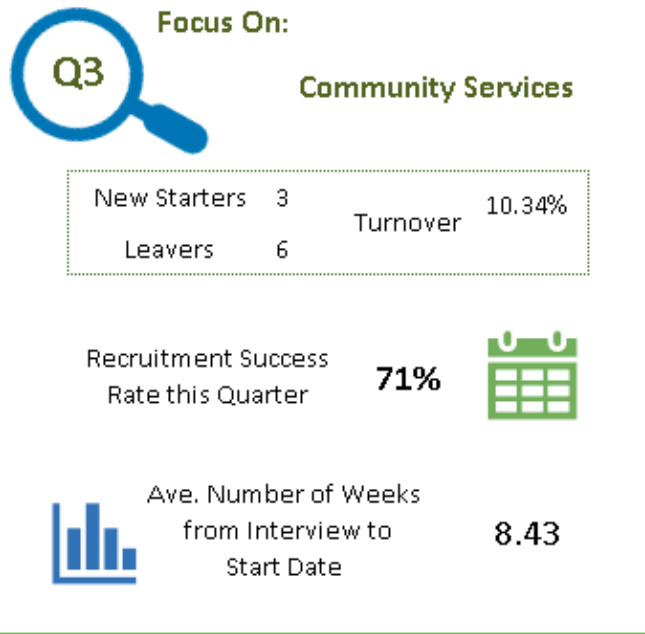 Focus On:
Q3
Community Services
New Starters 3
Leavers 6
Turnover 10.34%
Recruitment Success
Rate this Quarter
71%
Ave. Number of Weeks
from Interview to
Start Date
8.43